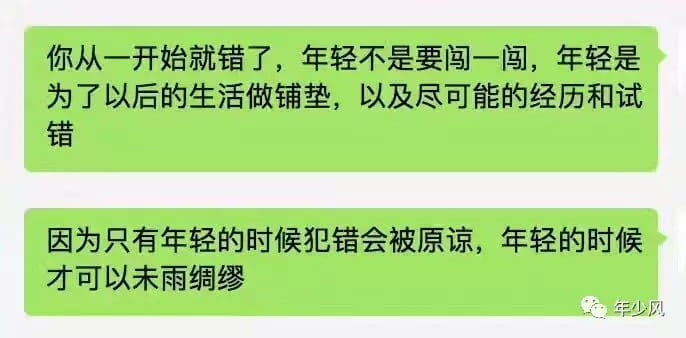 你从一开始就错了，年轻不是要闯一闯，年轻是
为了以后的生活做铺垫，以及尽可能的经历和试
错
因为只有年轻的时候犯错会被原谅，年轻的时候
才可以未雨绸缪
年少风